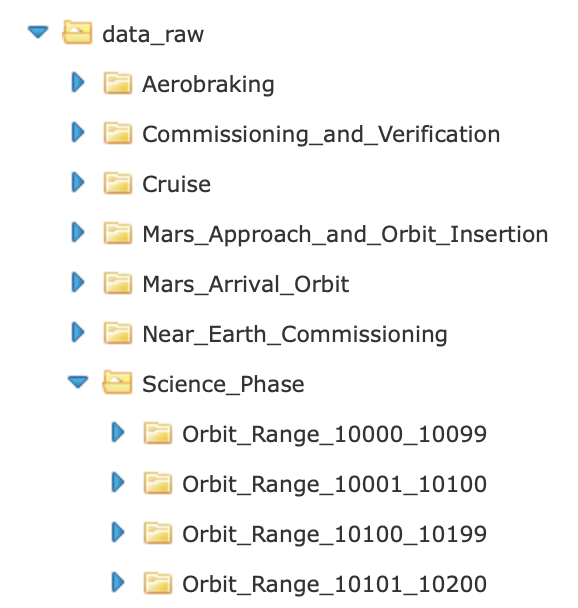 data_raw
Aerobraking
Commissioning_and_Verification
Cruise
Mars_Approach_and_Orbit_Insertion
Mars_Arrival_Orbit
Near_Earth_Commissioning
Science_Phase
Orbit_Range_10000_10099
Orbit_Range_10001_10100
Orbit_Range_10100_10199
Orbit_Range_10101_10200